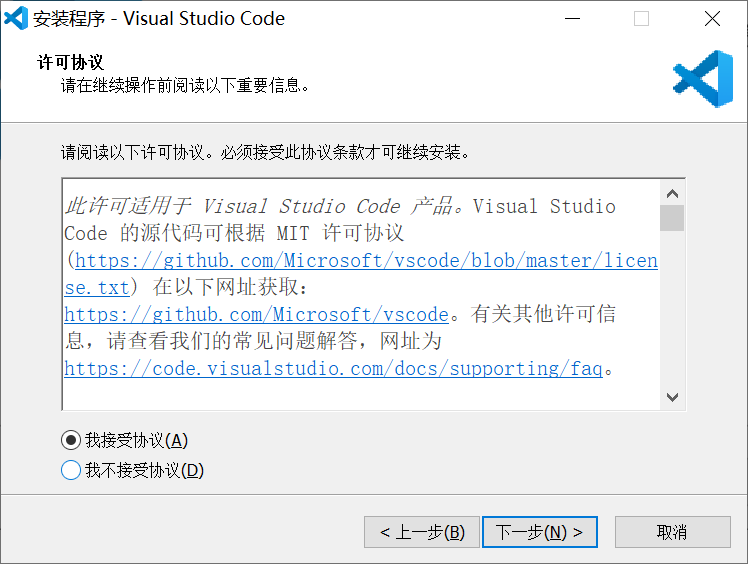 安装程序 - Visual Studio Code
许可协议
请在继续操作前阅读以下重要信息。
请阅读以下许可协议。必须接受此协议条款才可继续安装。
此许可适用于 Visual Studio Code 产品。Visual Studio
Code 的源代码可根据 MIT 许可协议
(https://github.com/Microsoft/vscode/blob/master/licen
se.txt) 在以下网址获取:
https://github.com/Microsoft/vscode。有关其他许可信
息，请查看我们的常见问题解答，网址为
https://code.visualstudio.com/docs/supporting/faq。
我接受协议(A)
我不接受协议(D)
< 上一步(B)
下一步(N) >
取消